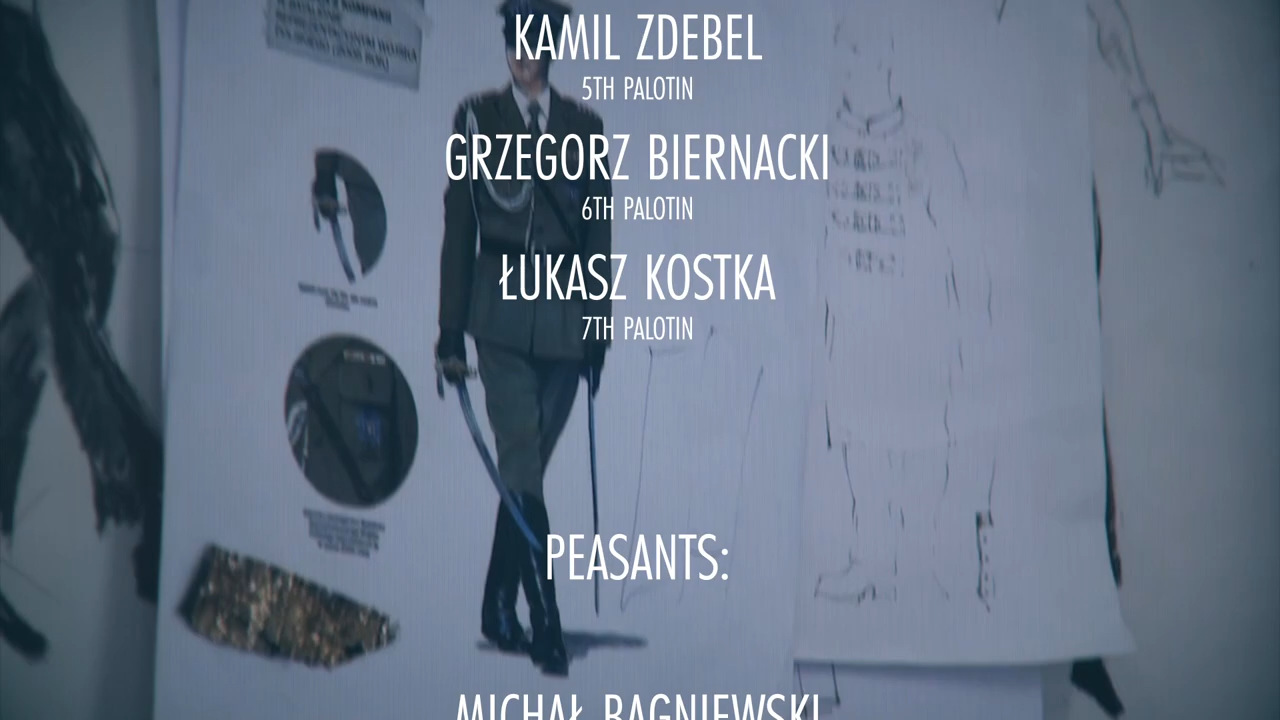 KAMIL ZDEBEL
5TH PALOTIN
GRZEGORZ BIERNACKI
6TH PALOTIN
ŁUKASZ KOSTKA
7TH PALOTIN
PEASANTS:
MICHAŁ BAGNIEWSKI